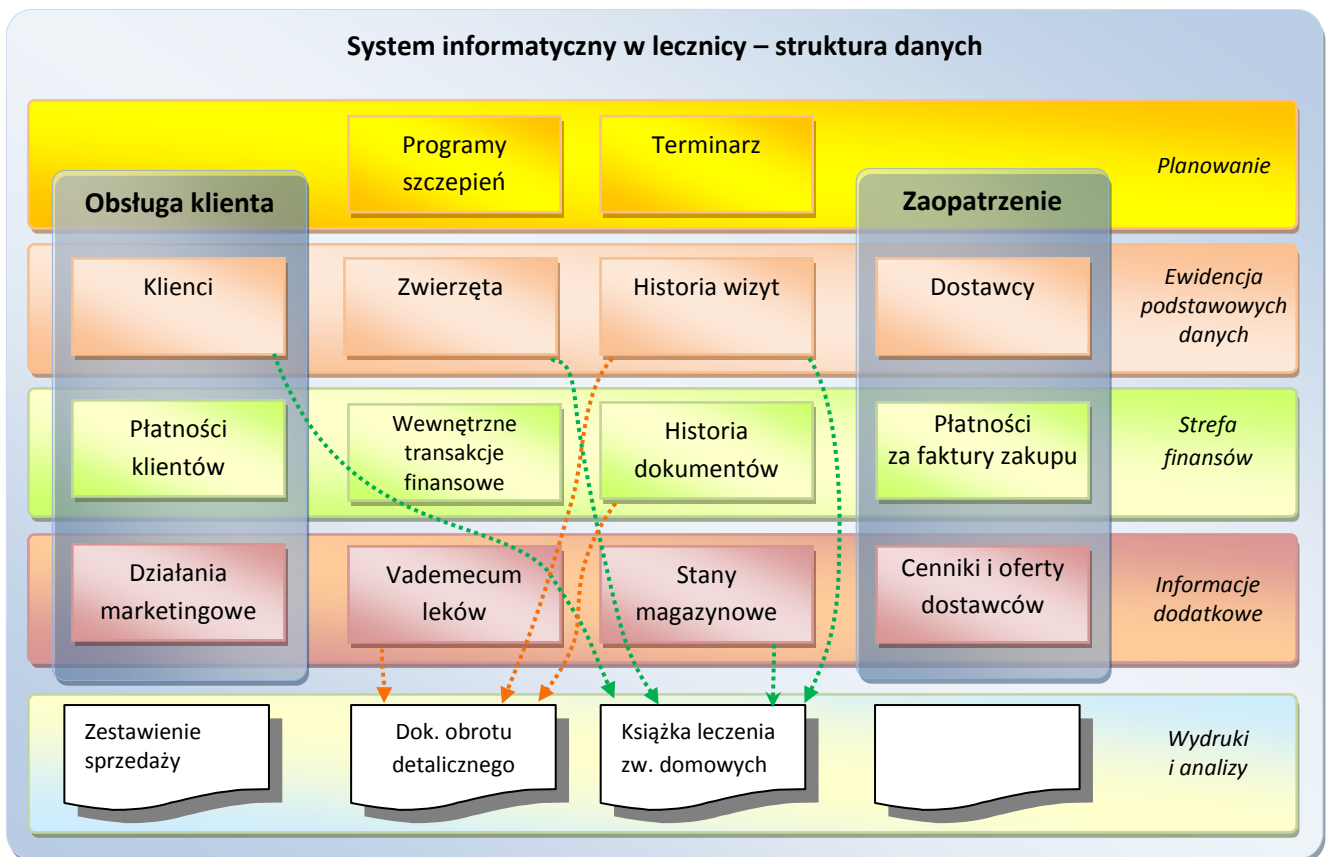 System informatyczny w lecznicy – struktura danych
Programy
szczepień
Terminarz
Planowanie
Obsługa klienta
Zaopatrzenie
Klienci
Zwierzęta
Historia wizyt
Dostawcy
Ewidencja
podstawowych
danych
Płatności
klientów
Wewnętrzne
transakcje
finansowe
Historia
dokumentów
Płatności
za faktury zakupu
Strefa
finansów
Działania
marketingowe
Vademecum
leków
Stany
magazynowe
Cenniki i oferty
dostawców
Informacje
dodatkowe
Zestawienie
sprzedaży
Dok. obrotu
detalicznego
Książka leczenia
zw. domowych
Wydruki
i analizy